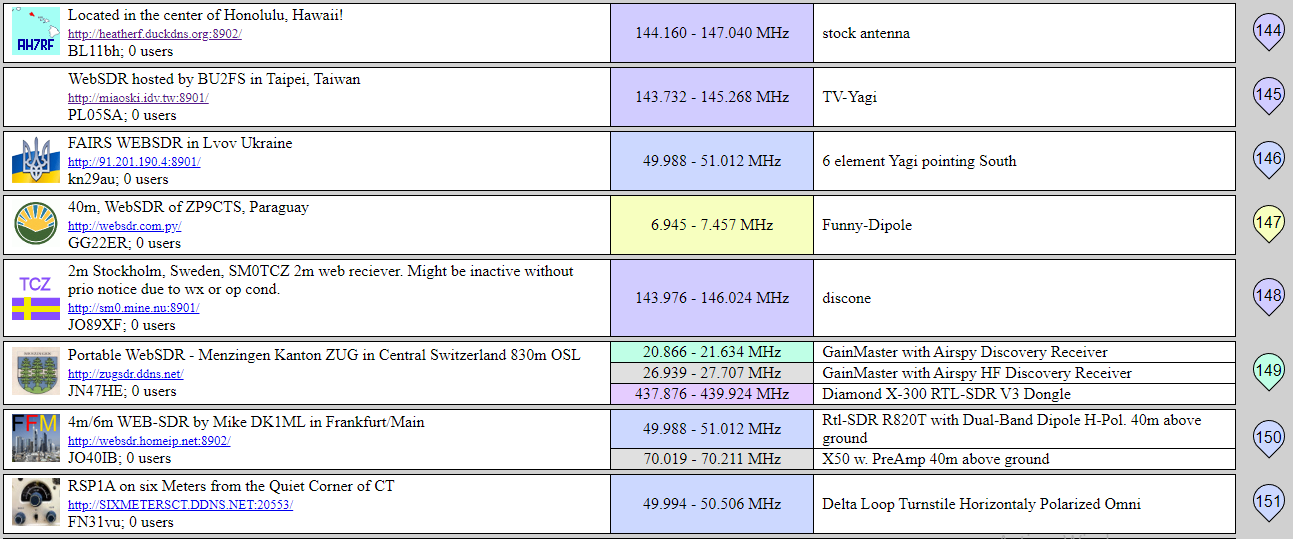 Located in the center of Honolulu, Hawaii!
http://heatherf.duckdns.org:8902/
BL11bh; 0 users
AH7RF
144.160 - 147.040 MHz
stock antenna
144
WebSDR hosted by BU2FS in Taipei, Taiwan
http://miaoski.idv.tw:8901/
PL05SA; 0 users
143.732 - 145.268 MHz
TV-Yagi
145
FAIRS WEBSDR in Lvov Ukraine
http://91.201.190.4:8901/
kn29au; 0 users
49.988 - 51.012 MHz
6 element Yagi pointing South
146
40m, WebSDR of ZP9CTS, Paraguay
http://websdr.com.py/
GG22ER; 0 users
6.945 - 7.457 MHz
Funny-Dipole
147
TCZ
2m Stockholm, Sweden, SM0TCZ 2m web reciever. Might be inactive without
prio notice due to wx or op cond.
http://sm0.mine.nu:8901/
JO89XF; 0 users
143.976 - 146.024 MHz
discone
148
Portable WebSDR - Menzingen Kanton ZUG in Central Switzerland 830m OSL
http://zugsdr.ddns.net/
JN47HE; 0 users
20.866 - 21.634 MHz
GainMaster with Airspy Discovery Receiver
26.939 - 27.707 MHz
GainMaster with Airspy HF Discovery Receiver
437.876 - 439.924 MHz
Diamond X-300 RTL-SDR V3 Dongle
149
FFM
4m/6m WEB-SDR by Mike DK1ML in Frankfurt/Main
http://websdr.homeip.net:8902/
JO40IB; 0 users
49.988 - 51.012 MHz
Rtl-SDR R820T with Dual-Band Dipole H-Pol. 40m above
ground
70.019 - 70.211 MHz
X50 w. PreAmp 40m above ground
150
RSP1A on six Meters from the Quiet Corner of CT
http://SIXMETERSCT.DDNS.NET:20553/
FN31vu; 0 users
49.994 - 50.506 MHz
Delta Loop Turnstile Horizontaly Polarized Omni
151